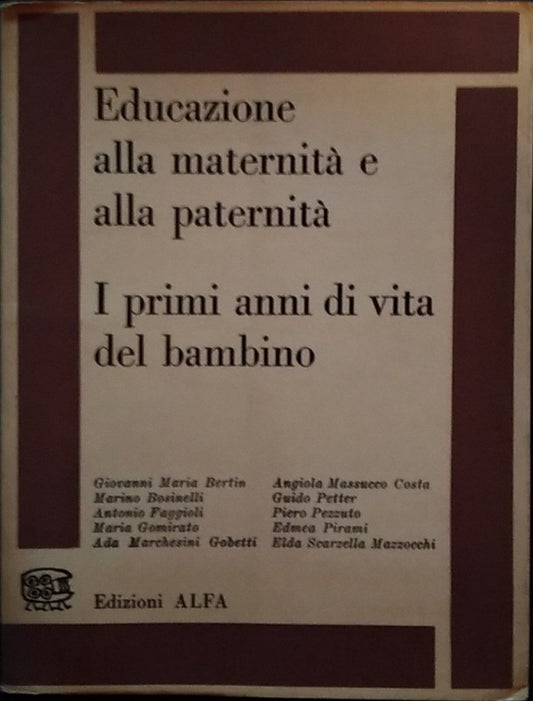 Educazione
alla maternità e
alla paternità
I primi anni di vita
del bambino
Giovanni Maria Bertin
Marino Bosinelli
Antonio Faggioli
Maria Gomirato
Ada Marchesini Gobetti
Angiola Massucco Costa
Guido Petter
Piero Pezzuto
Edmea Pirami
Elda Scarzella Mazzocchi
Edizioni ALFA